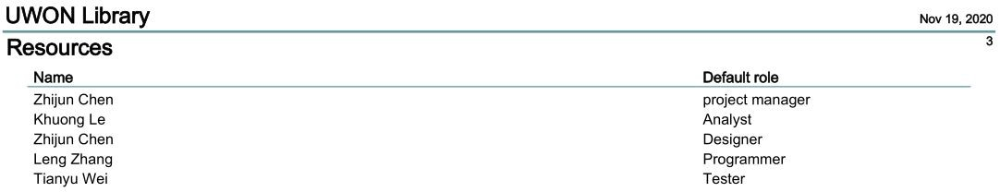 UWON Library
Nov 19, 2020
Resources
3
Name Default role
Zhijun Chen project manager
Khuong Le Analyst
Zhijun Chen Designer
Leng Zhang Programmer
Tianyu Wei Tester